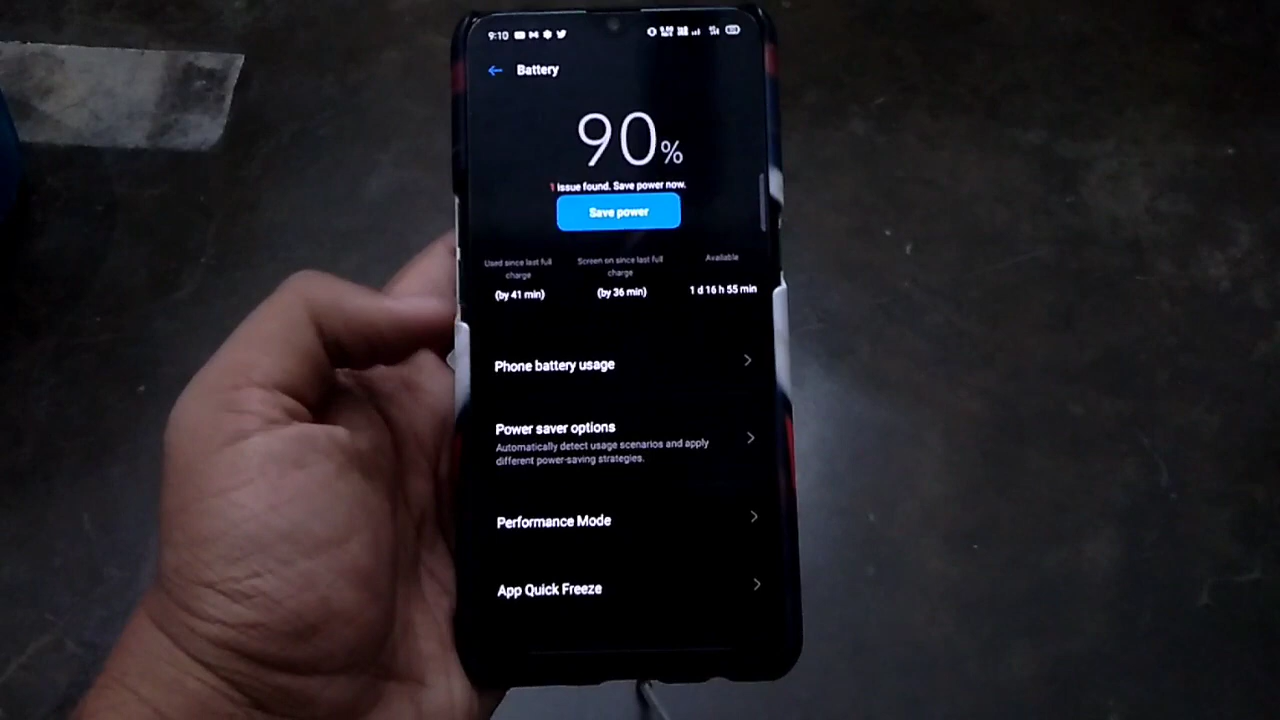 9:10
Battery
90%
1 issue found. Save power now.
Save power
Used since last full
charge
Screen on since last full
charge
Available
(by 41 min)
(by 36 min)
1 d 16 h 55 min
Phone battery usage
Power saver options
Automatically detect usage scenarios and apply
different power-saving strategies.
Performance Mode
App Quick Freeze